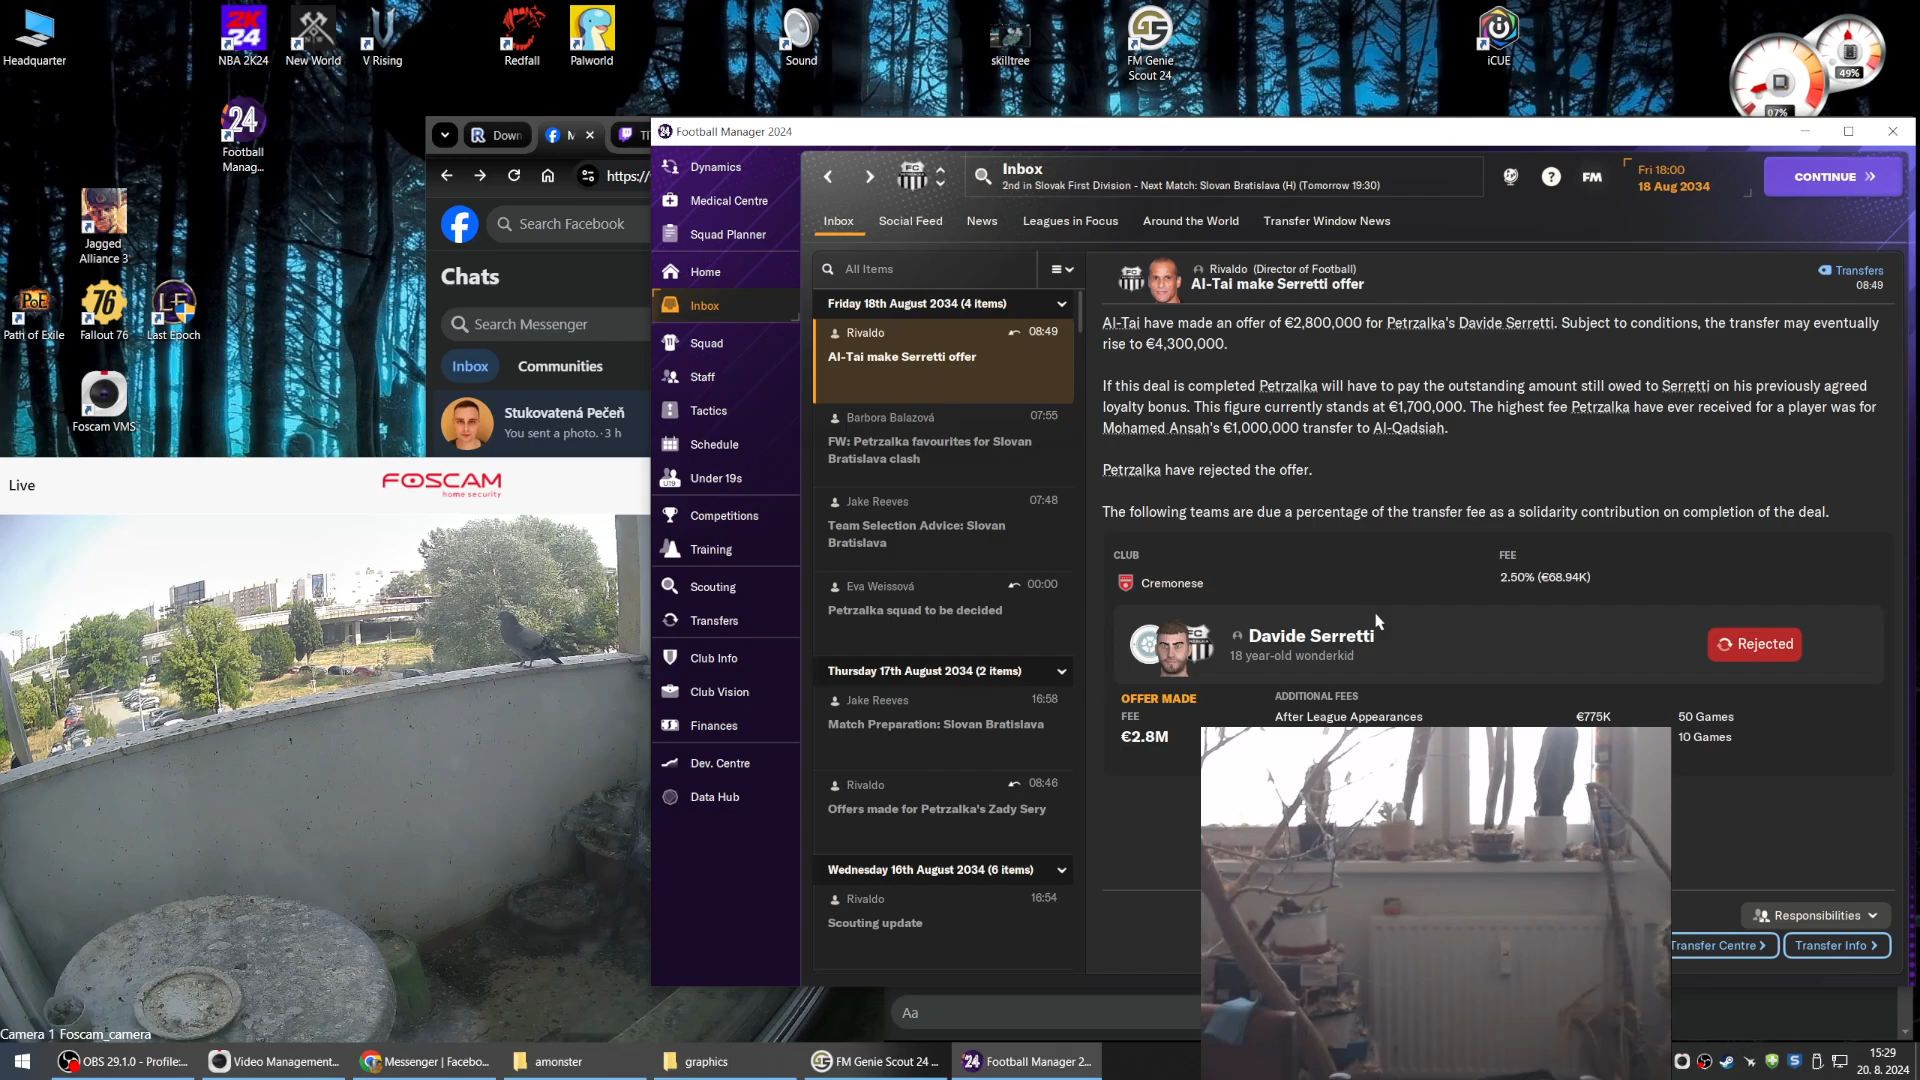 Headquarter
NBA 2K24
New World
V Rising
Redfall
Palworld
Sound
skilltree
FM Genie
Scout 24
iCUE
49%
07%
Football
Manag...
Jagged
Alliance 3
Path of Exile
Fallout 76
Last Epoch
Foscam VMS
Down
https://
Search Facebook
Chats
Search Messenger
Inbox
Communities
Stukovatená Pečeň
You sent a photo. · 3 h
Live
FOSCAM
home security
Camera 1 Foscam_camera
Football Manager 2024
Dynamics
Medical Centre
Squad Planner
Home
Inbox
Squad
Staff
Tactics
Schedule
Under 19s
Competitions
Training
Scouting
Transfers
Club Info
Club Vision
Finances
Dev. Centre
Data Hub
Inbox
2nd in Slovak First Division - Next Match: Slovan Bratislava (H) (Tomorrow 19:30)
FM
Fri 18:00
18 Aug 2034
CONTINUE
Inbox
Social Feed
News
Leagues in Focus
Around the World
Transfer Window News
All Items
Friday 18th August 2034 (4 items)
Rivaldo
08:49
Al-Tai make Serretti offer
Barbora Balazová
07:55
FW: Petrzalka favourites for Slovan
Bratislava clash
Jake Reeves
07:48
Team Selection Advice: Slovan
Bratislava
Eva Weissová
00:00
Petrzalka squad to be decided
Thursday 17th August 2034 (2 items)
Jake Reeves
16:58
Match Preparation: Slovan Bratislava
Rivaldo
08:46
Offers made for Petrzalka's Zady Sery
Wednesday 16th August 2034 (6 items)
Rivaldo
16:54
Scouting update
Rivaldo (Director of Football)
Al-Tai make Serretti offer
Transfers
08:49
Al-Tai have made an offer of €2,800,000 for Petrzalka's Davide Serretti. Subject to conditions, the transfer may eventually
rise to €4,300,000.
If this deal is completed Petrzalka will have to pay the outstanding amount still owed to Serretti on his previously agreed
loyalty bonus. This figure currently stands at €1,700,000. The highest fee Petrzalka have ever received for a player was for
Mohamed Ansah's €1,000,000 transfer to Al-Qadsiah.
Petrzalka have rejected the offer.
The following teams are due a percentage of the transfer fee as a solidarity contribution on completion of the deal.
CLUB
FEE
Cremonese
2.50% (€68.94K)
Davide Serretti
18 year-old wonderkid
Rejected
OFFER MADE
ADDITIONAL FEES
FEE
€2.8M
After League Appearances
€775K
50 Games
10 Games
Responsibilities
Transfer Centre >
Transfer Info >
Aa
OBS 29.1.0 - Profile:...
Video Management...
Messenger | Facebo...
amonster
graphics
FM Genie Scout 24 ...
Football Manager 2...
15:29
20. 8. 2024